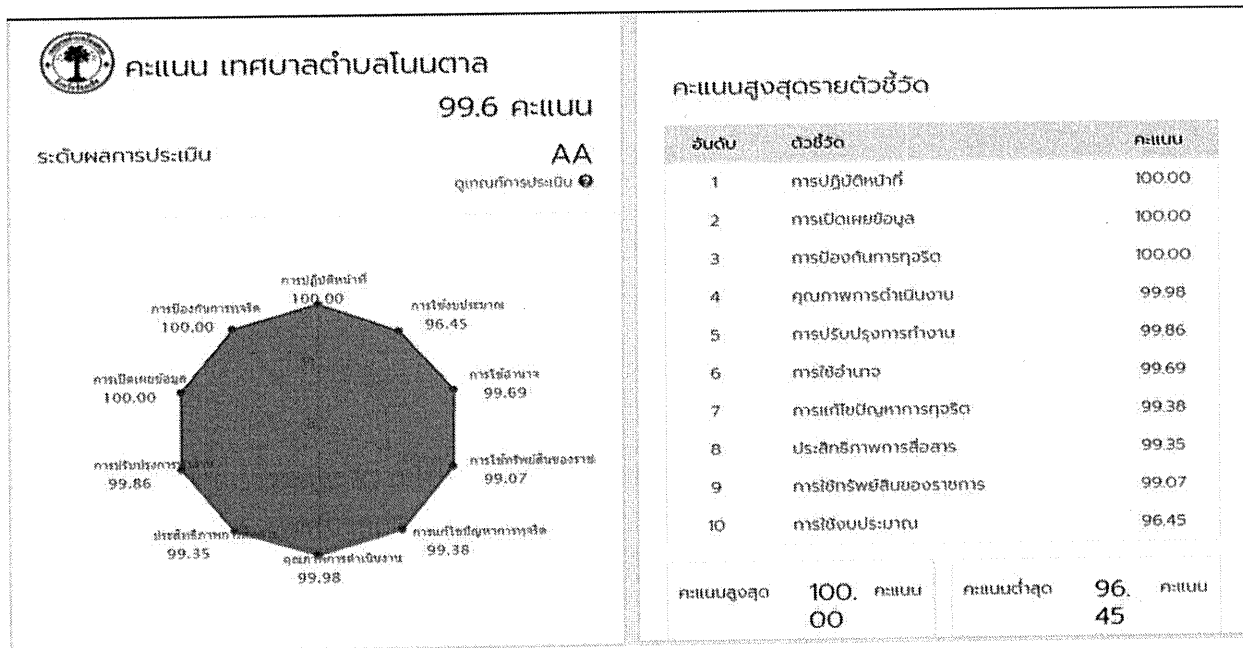 คะแนน เทศบาลตำบลโนนตาล
99.6 คะแนน
ระดับผลการประเมิน
AA
ดูเกณฑ์การประเมิน
การปฏิบัติหน้าที่
100.00
การใช้งบประมาณ
96.45
การใช้อำนาจ
99.69
การใช้ทรัพย์สินของราช
99.07
การแก้ไขปัญหาการทุจริต
99.38
คุณภาพการดำเนินงาน
99.98
ประสิทธิภาพการ
99.35
การปรับปรุงการ
99.86
การเปิดเผยข้อมูล
100.00
การป้องกันการทุจริต
100.00
คะแนนสูงสุดรายตัวชี้วัด
อันดับ ตัวชี้วัด คะแนน
1 การปฏิบัติหน้าที่ 100.00
2 การเปิดเผยข้อมูล 100.00
3 การป้องกันการทุจริต 100.00
4 คุณภาพการดำเนินงาน 99.98
5 การปรับปรุงการทำงาน 99.86
6 การใช้อำนาจ 99.69
7 การแก้ไขปัญหาการทุจริต 99.38
8 ประสิทธิภาพการสื่อสาร 99.35
9 การใช้ทรัพย์สินของราชการ 99.07
10 การใช้งบประมาณ 96.45
คะแนนสูงสุด 100. คะแนน
00
คะแนนต่ำสุด 96. คะแนน
45